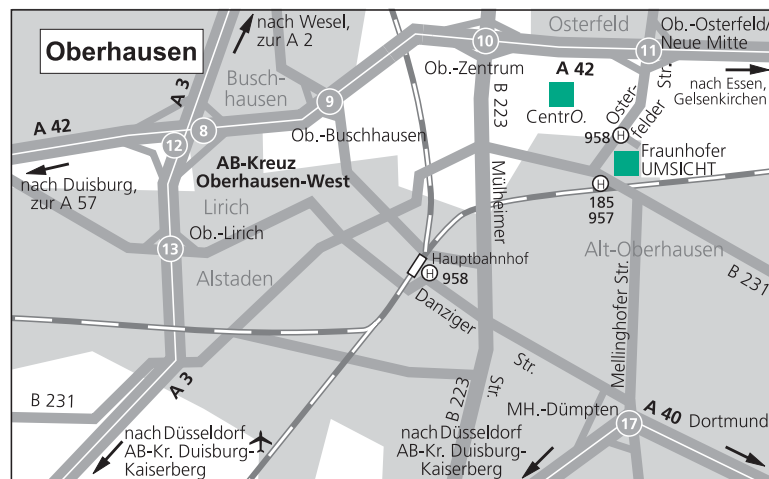 Oberhausen
nach Wesel,
zur A 2
A 3
Busch-
hausen
A 42
12
8
9
Ob.-Buschhausen
10
Ob.-Zentrum
B 223
Osterfeld
A 42
CentrO.
11
Ob.-Osterfeld/
Neue Mitte
nach Essen,
Gelsenkirchen
Oster-
felder
Str.
958 H
Fraunhofer
UMSICHT
H
185
957
nach Duisburg,
zur A 57
AB-Kreuz
Oberhausen-West
Lirich
Ob.-Lirich
13
Alstaden
Mülheimer
Hauptbahnhof
H 958
Danziger
Str.
Alt-Oberhausen
B 231
Mellinghofer Str.
B 231
A 3
nach Düsseldorf
AB-Kr. Duisburg-
Kaiserberg
B 223
Str.
nach Düsseldorf
AB-Kr. Duisburg-
Kaiserberg
MH.-Dümpten
17
A 40
Dortmund